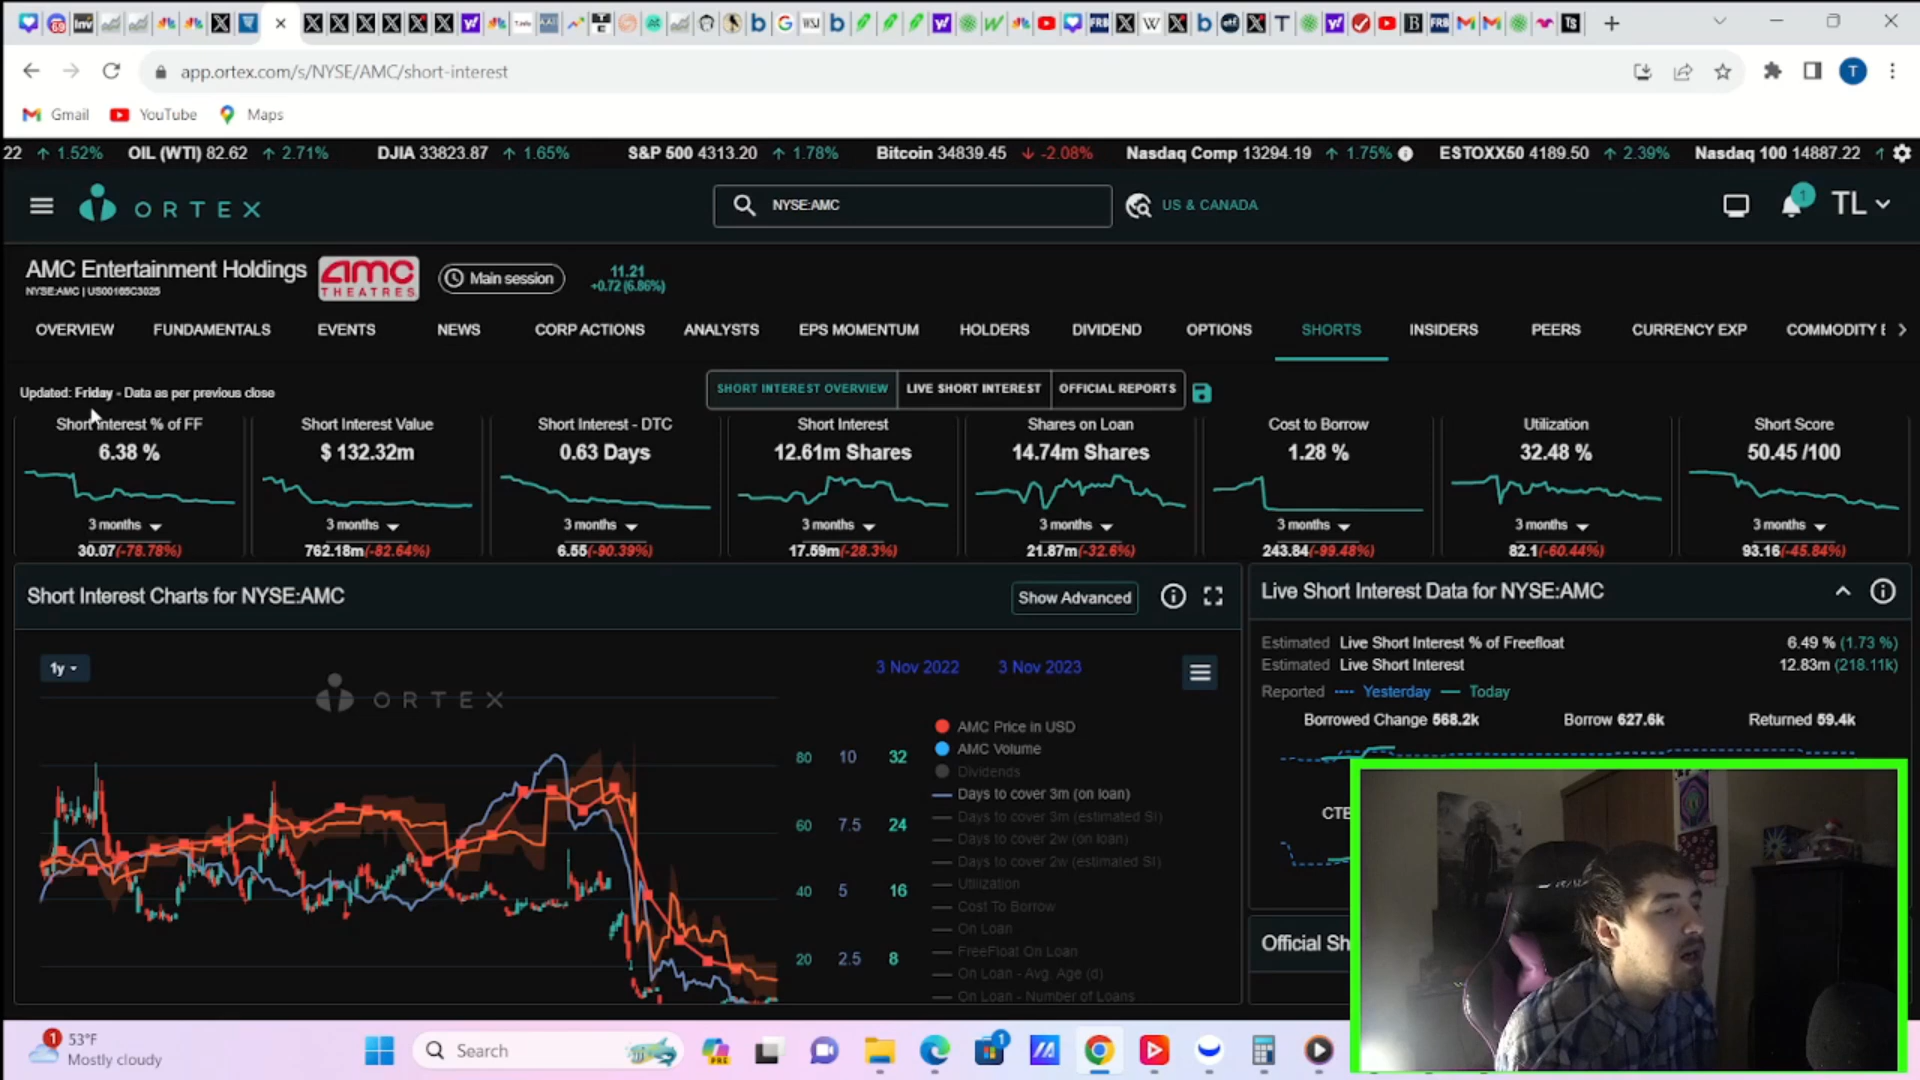 app.ortex.com/s/NYSE/AMC/short-interest
Gmail YouTube Maps
22 ↑ 1.52% OIL (WTI) 82.62 ↑ 2.71% DJIA 33823.87 ↑ 1.65% S&P 500 4313.20 ↑ 1.78% Bitcoin 34839.45 ↓ -2.08% Nasdaq Comp 13294.19 ↑ 1.75% ESTOXX50 4189.50 ↑ 2.39% Nasdaq 100 14887.22 ↑
ORTEX NYSE:AMC US & CANADA 1 TL
AMC Entertainment Holdings amc THEATRES Main session 11.21
NYSE:AMC | US00165C3025 +0.72 (6.86%)
OVERVIEW FUNDAMENTALS EVENTS NEWS CORP ACTIONS ANALYSTS EPS MOMENTUM HOLDERS DIVIDEND OPTIONS SHORTS INSIDERS PEERS CURRENCY EXP COMMODITY E
Updated: Friday - Data as per previous close SHORT INTEREST OVERVIEW LIVE SHORT INTEREST OFFICIAL REPORTS
Short Interest % of FF Short Interest Value Short Interest - DTC Short Interest Shares on Loan Cost to Borrow Utilization Short Score
6.38 % $ 132.32m 0.63 Days 12.61m Shares 14.74m Shares 1.28 % 32.48 % 50.45 /100
3 months 3 months 3 months 3 months 3 months 3 months 3 months 3 months
30.07(-78.78%) 762.18m(-82.64%) 6.55(-90.39%) 17.59m(-28.3%) 21.87m(-32.6%) 243.84(-99.48%) 82.1(-60.44%) 93.16(-45.84%)
Short Interest Charts for NYSE:AMC Show Advanced
1y ORTEX 3 Nov 2022 3 Nov 2023
80 10 32
60 7.5 24
40 5 16
20 2.5 8
AMC Price in USD
AMC Volume
Dividends
Days to cover 3m (on loan)
Days to cover 3m (estimated SI)
Days to cover 2w (on loan)
Days to cover 2w (estimated SI)
Utilization
Cost To Borrow
On Loan
FreeFloat On Loan
On Loan - Avg. Age (d)
On Loan - Number of Loans
Live Short Interest Data for NYSE:AMC
Estimated Live Short Interest % of Freefloat 6.49 % (1.73 %)
Estimated Live Short Interest 12.83m (218.11k)
Reported Yesterday Today
Borrowed Change 568.2k Borrow 627.6k Returned 59.4k
CTE
Official Sh
1 53°F
Mostly cloudy
Search
1